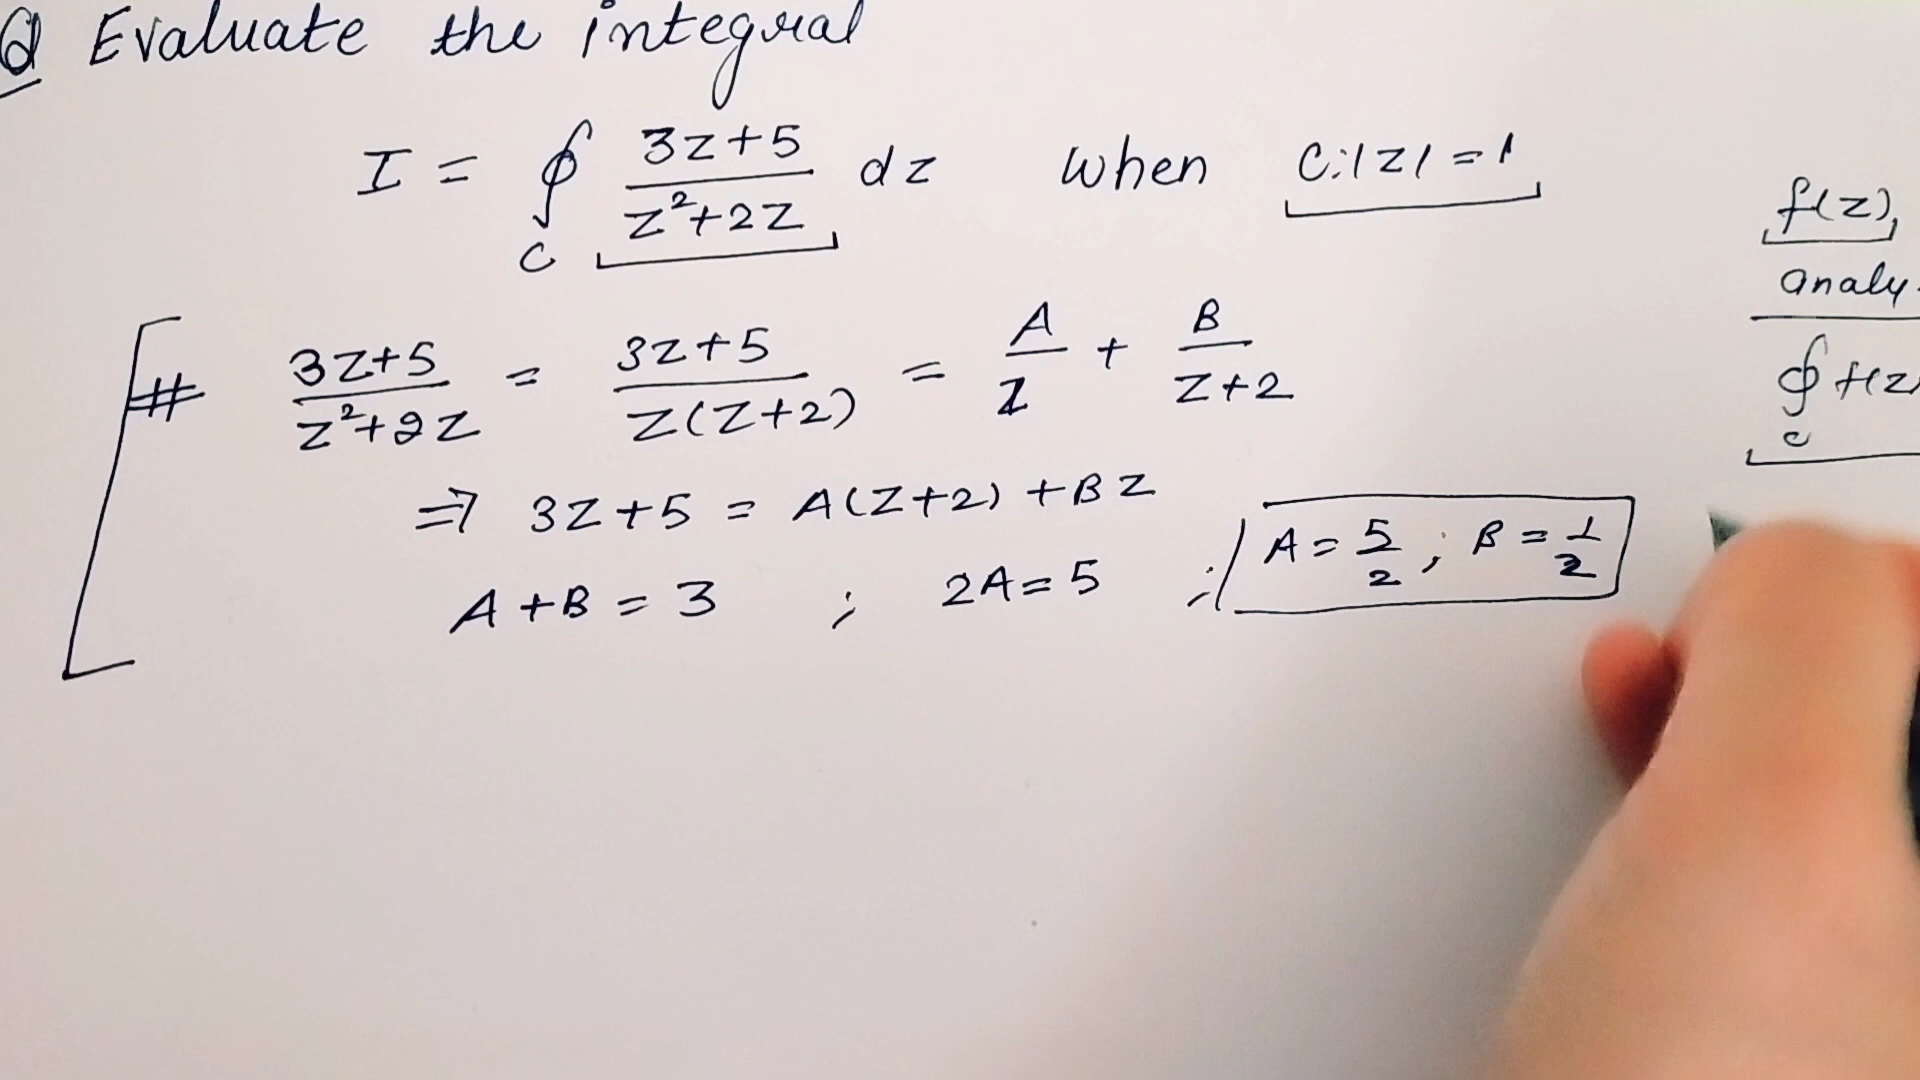 Q Evaluate the integral
I = ∮_C (3z+5)/(z²+2z) dz when C:|z|=1
# (3z+5)/(z²+2z) = (3z+5)/(z(z+2)) = A/z + B/(z+2)
⇒ 3z+5 = A(z+2) + Bz
A+B = 3 ; 2A=5 ; A = 5/2 ; B = 1/2
f(z),
analy
∮_C f(z)